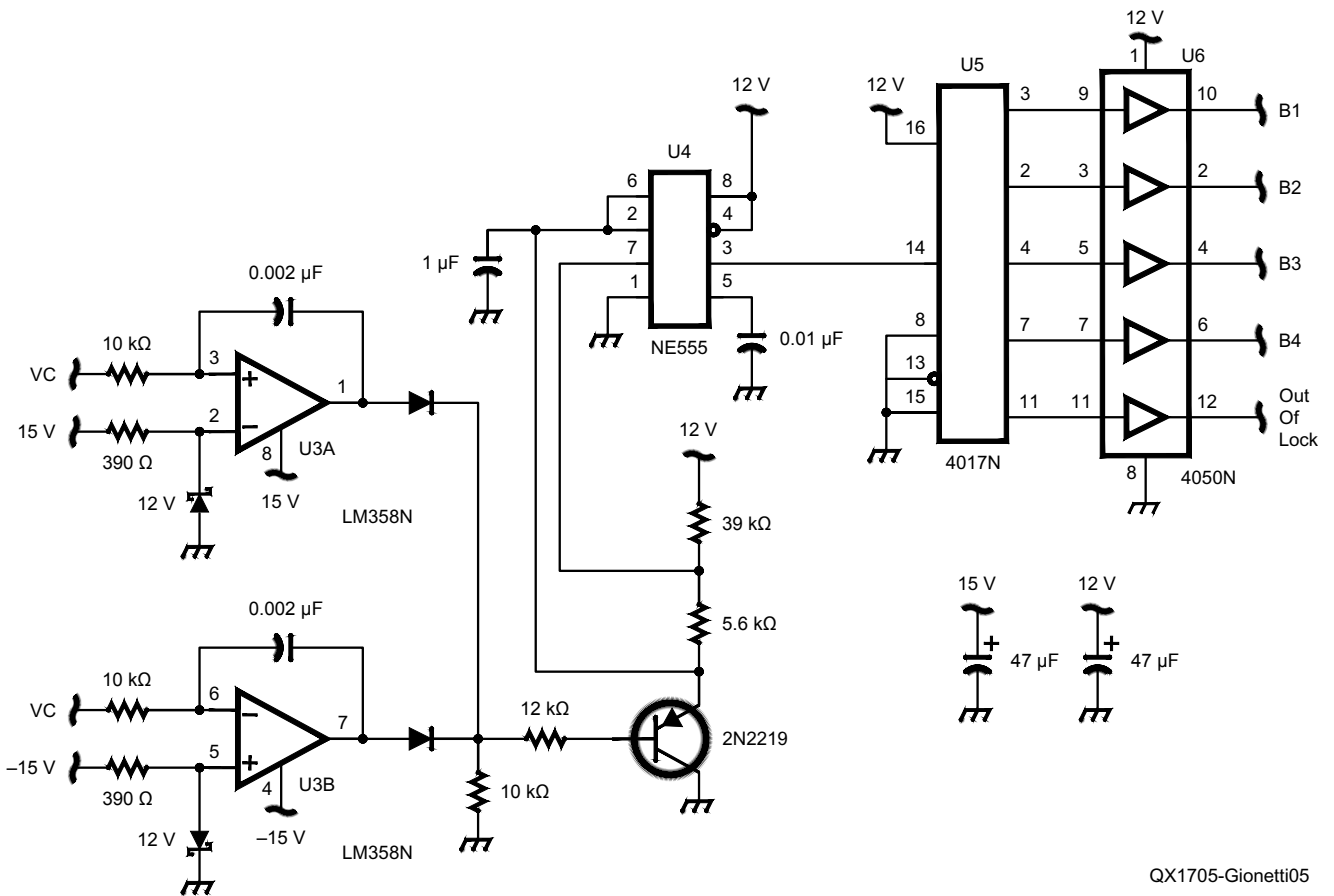 12 V
1
U6
U5
12 V
12 V
3
9
10
B1
16
U4
6
8
2
3
2
B2
2
4
7
3
14
4
5
4
B3
1 µF
0.002 µF
1
5
8
7
7
6
B4
NE555
0.01 µF
13
10 kΩ
3
VC
1
15
11
11
12
Out
Of
Lock
2
15 V
12 V
8
U3A
390 Ω
4017N
8
4050N
12 V
15 V
LM358N
39 kΩ
15 V
12 V
0.002 µF
5.6 kΩ
+
+
47 µF
47 µF
10 kΩ
6
VC
7
12 kΩ
2N2219
5
–15 V
U3B
390 Ω
4
10 kΩ
12 V
–15 V
LM358N
QX1705-Gionetti05